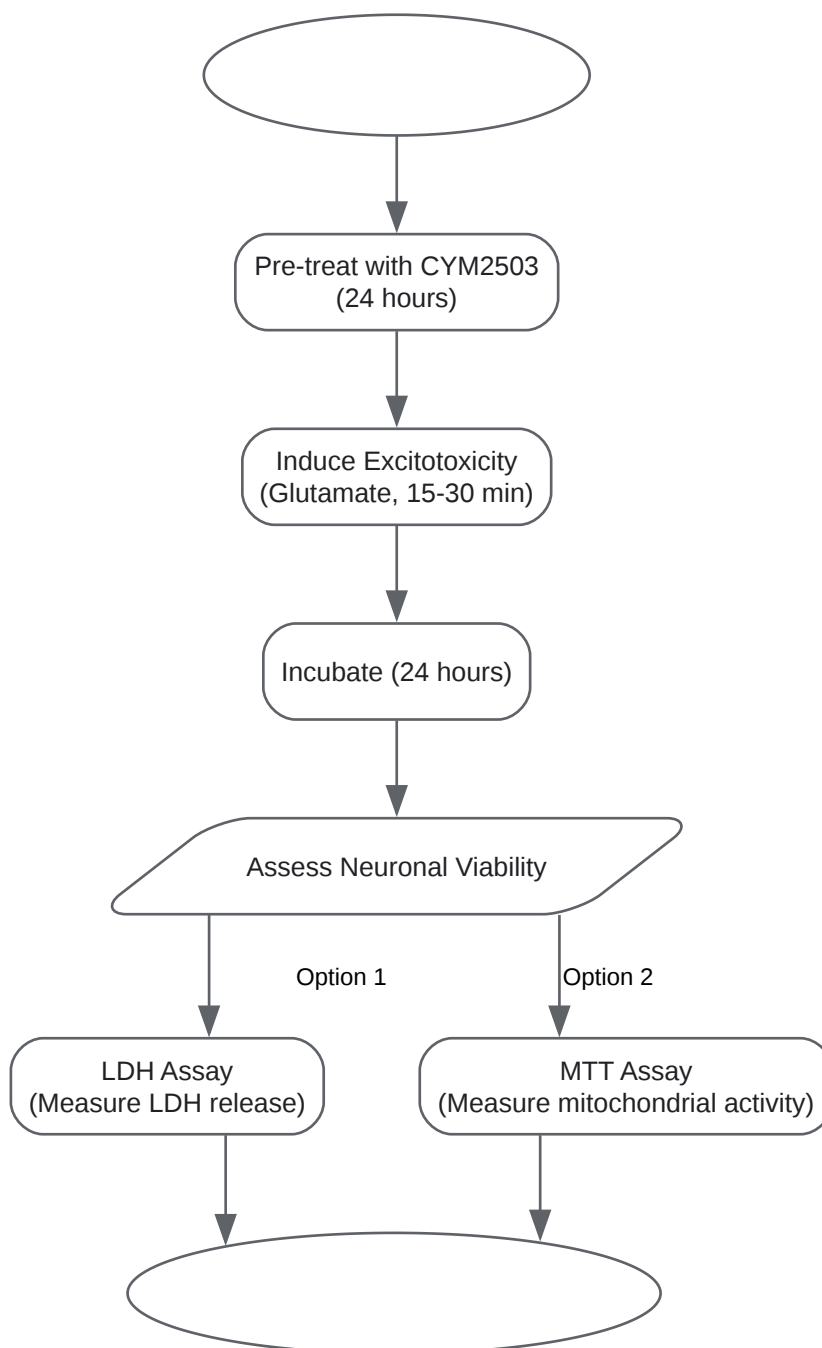 Pre-treat with CYM2503
(24 hours)
Induce Excitotoxicity
(Glutamate, 15-30 min)
Incubate (24 hours)
Assess Neuronal Viability
Option 1
Option 2
LDH Assay
(Measure LDH release)
MTT Assay
(Measure mitochondrial activity)